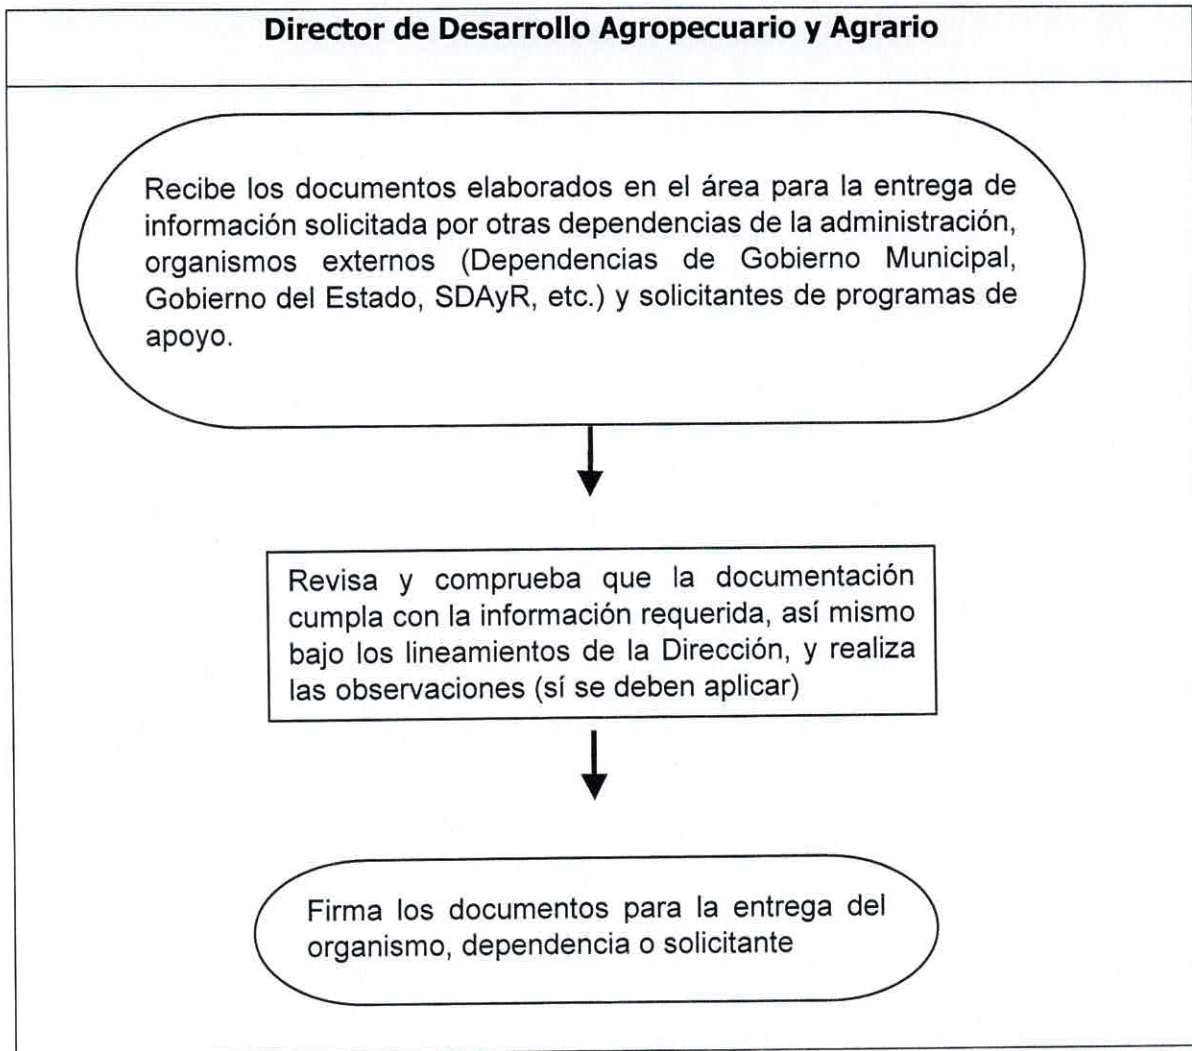 Director de Desarrollo Agropecuario y Agrario
Recibe los documentos elaborados en el área para la entrega de
información solicitada por otras dependencias de la administración,
organismos externos (Dependencias de Gobierno Municipal,
Gobierno del Estado, SDAyR, etc.) y solicitantes de programas de
apoyo.
Revisa y comprueba que la documentación
cumpla con la información requerida, así mismo
bajo los lineamientos de la Dirección, y realiza
las observaciones (sí se deben aplicar)
Firma los documentos para la entrega del
organismo, dependencia o solicitante